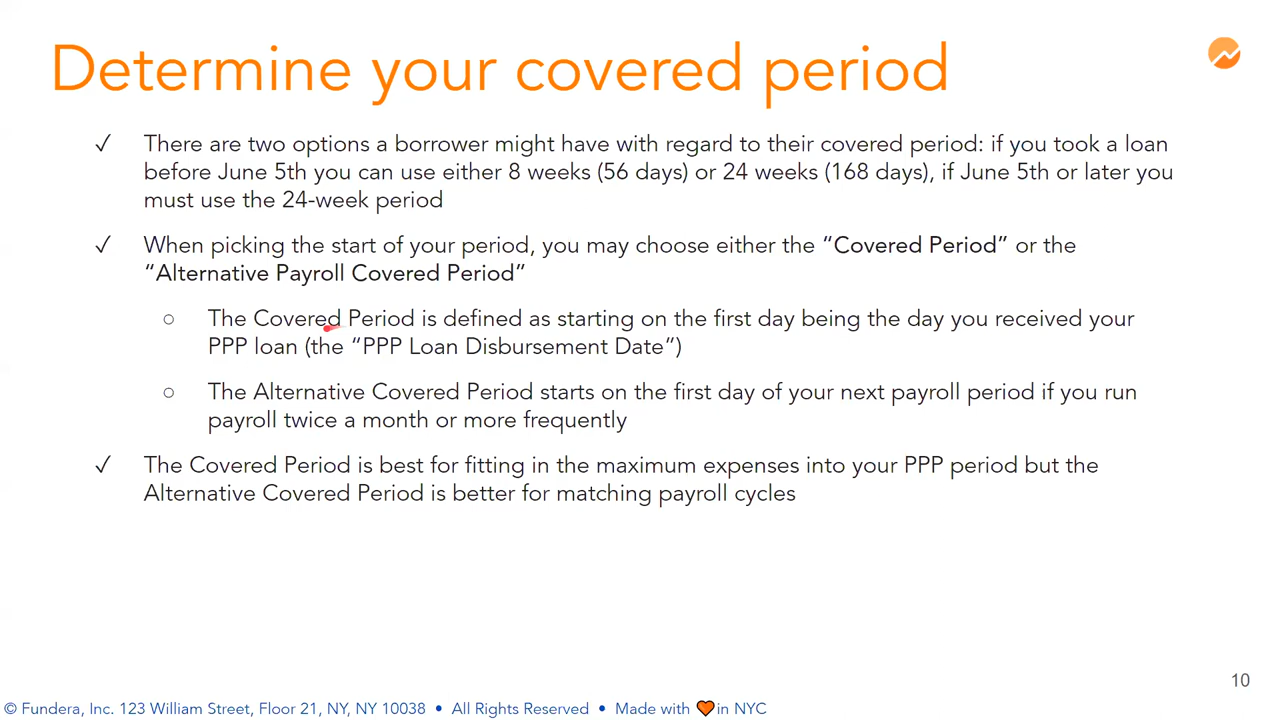 Determine your covered period
✓ There are two options a borrower might have with regard to their covered period: if you took a loan
before June 5th you can use either 8 weeks (56 days) or 24 weeks (168 days), if June 5th or later you
must use the 24-week period
✓ When picking the start of your period, you may choose either the “Covered Period” or the
“Alternative Payroll Covered Period”
○ The Covered Period is defined as starting on the first day being the day you received your
PPP loan (the “PPP Loan Disbursement Date”)
○ The Alternative Covered Period starts on the first day of your next payroll period if you run
payroll twice a month or more frequently
✓ The Covered Period is best for fitting in the maximum expenses into your PPP period but the
Alternative Covered Period is better for matching payroll cycles
10
© Fundera, Inc. 123 William Street, Floor 21, NY, NY 10038 • All Rights Reserved • Made with 🧡 in NYC